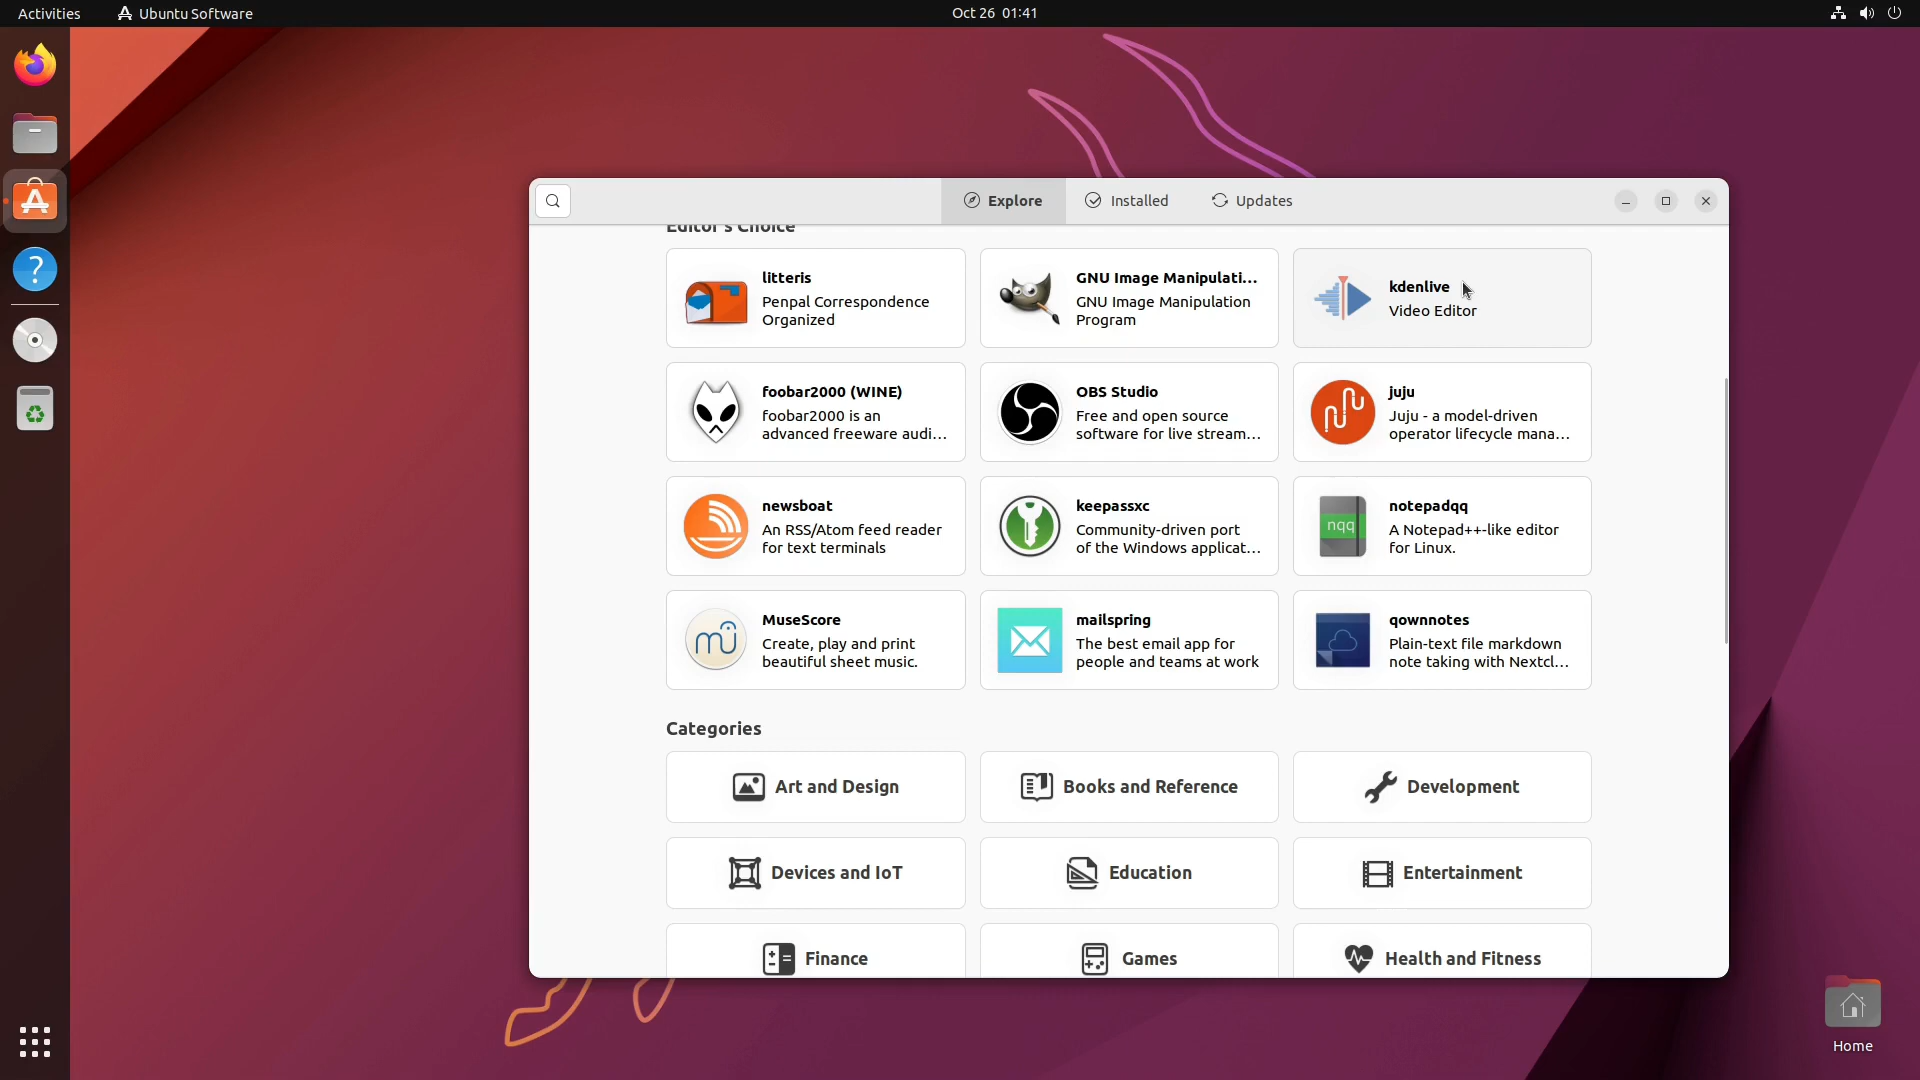 Activities
Ubuntu Software
Oct 26 01:41
Explore
Installed
Updates
Editor's Choice
litteris
Penpal Correspondence
Organized
GNU Image Manipulati...
GNU Image Manipulation
Program
kdenlive
Video Editor
foobar2000 (WINE)
foobar2000 is an
advanced freeware audi...
OBS Studio
Free and open source
software for live stream...
juju
Juju - a model-driven
operator lifecycle mana...
newsboat
An RSS/Atom feed reader
for text terminals
keepassxc
Community-driven port
of the Windows applicat...
nqq
notepadqq
A Notepad++-like editor
for Linux.
mu
MuseScore
Create, play and print
beautiful sheet music.
mailspring
The best email app for
people and teams at work
qownnotes
Plain-text file markdown
note taking with Nextcl...
Categories
Art and Design
Books and Reference
Development
Devices and IoT
Education
Entertainment
Finance
Games
Health and Fitness
Home